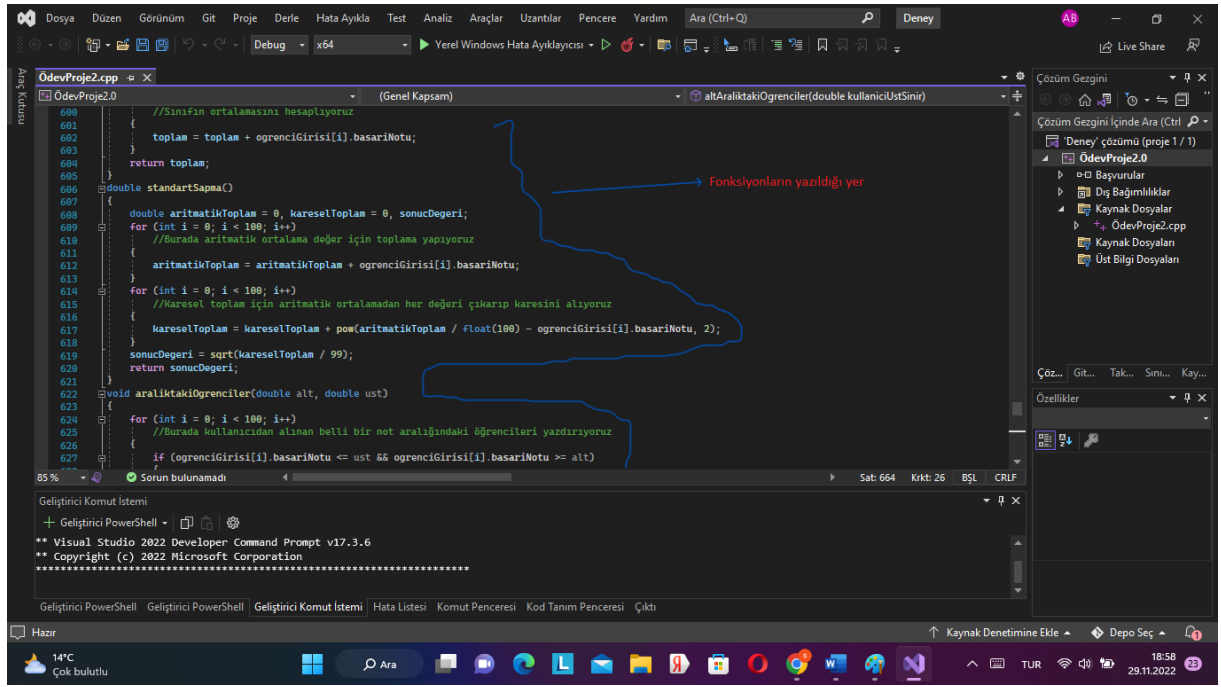 Dosya Düzen Görünüm Git Proje Derle Hata Ayıkla Test Analiz Araçlar Uzantılar Pencere Yardım Ara (Ctrl+Q) Deney AB
Debug x64 Yerel Windows Hata Ayıklayıcısı Live Share
Araç Kutusu
ÖdevProje2.cpp
ÖdevProje2.0 (Genel Kapsam) altAraliktakiOgrenciler(double kullaniciUstSinir)
600 //Sınıfın ortalamasını hesaplıyoruz
601 {
602 toplam = toplam + ogrenciGirisi[i].basariNotu;
603 }
604 return toplam;
605 }
606 double standartSapma()
607 {
608 double aritmatikToplam = 0, kareselToplam = 0, sonucDegeri;
609 for (int i = 0; i < 100; i++)
610 //Burada aritmatik ortalama değer için toplama yapıyoruz
611 {
612 aritmatikToplam = aritmatikToplam + ogrenciGirisi[i].basariNotu;
613 }
614 for (int i = 0; i < 100; i++)
615 //Karesel toplam için aritmatik ortalamadan her değeri çıkarıp karesini alıyoruz
616 {
617 kareselToplam = kareselToplam + pow(aritmatikToplam / float(100) - ogrenciGirisi[i].basariNotu, 2);
618 }
619 sonucDegeri = sqrt(kareselToplam / 99);
620 return sonucDegeri;
621 }
622 void araliktakiOgrenciler(double alt, double ust)
623 {
624 for (int i = 0; i < 100; i++)
625 //Burada kullanıcıdan alınan belli bir not aralığındaki öğrencileri yazdırıyoruz
626 {
627 if (ogrenciGirisi[i].basariNotu <= ust && ogrenciGirisi[i].basariNotu >= alt)
Fonksiyonların yazıldığı yer
85 % Sorun bulunamadı Sat: 664 Krkt: 26 BŞL CRLF
Geliştirici Komut İstemi
Geliştirici PowerShell
** Visual Studio 2022 Developer Command Prompt v17.3.6
** Copyright (c) 2022 Microsoft Corporation
**********************************************************************
Geliştirici PowerShell Geliştirici PowerShell Geliştirici Komut İstemi Hata Listesi Komut Penceresi Kod Tanım Penceresi Çıktı
Çözüm Gezgini
Çözüm Gezgini İçinde Ara (Ctrl
'Deney' çözümü (proje 1 / 1)
ÖdevProje2.0
Başvurular
Dış Bağımlılıklar
Kaynak Dosyalar
ÖdevProje2.cpp
Kaynak Dosyaları
Üst Bilgi Dosyaları
Çöz... Git... Tak... Sını... Kay...
Özellikler
Hazır Kaynak Denetimine Ekle Depo Seç 1
14°C
Çok bulutlu
Ara
TUR
18:58
29.11.2022
23